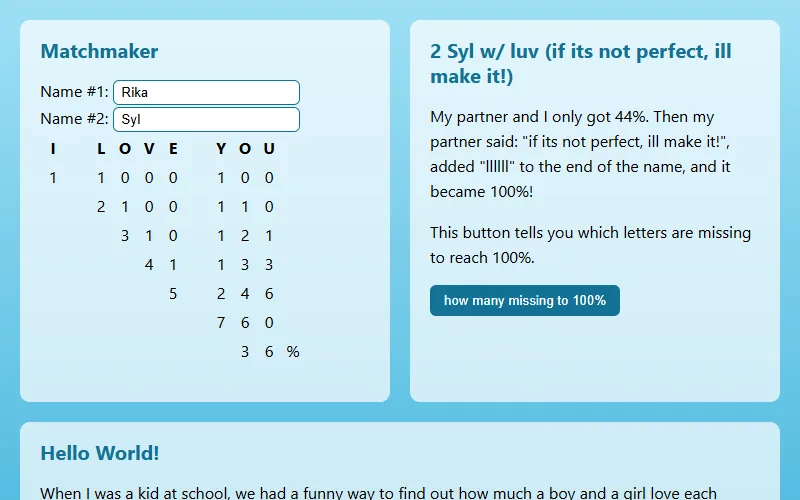 Matchmaker
Name #1: Rika
Name #2: Syl
I L O V E Y O U
1 1 0 0 0 1 0 0
2 1 0 0 1 1 0
3 1 0 1 2 1
4 1 1 3 3
5 2 4 6
7 6 0
3 6 %
2 Syl w/ luv (if its not perfect, ill
make it!)
My partner and I only got 44%. Then my
partner said: "if its not perfect, ill make it!",
added "llllll" to the end of the name, and it
became 100%!
This button tells you which letters are missing
to reach 100%.
how many missing to 100%
Hello World!
When I was a kid at school, we had a funny way to find out how much a boy and a girl love each